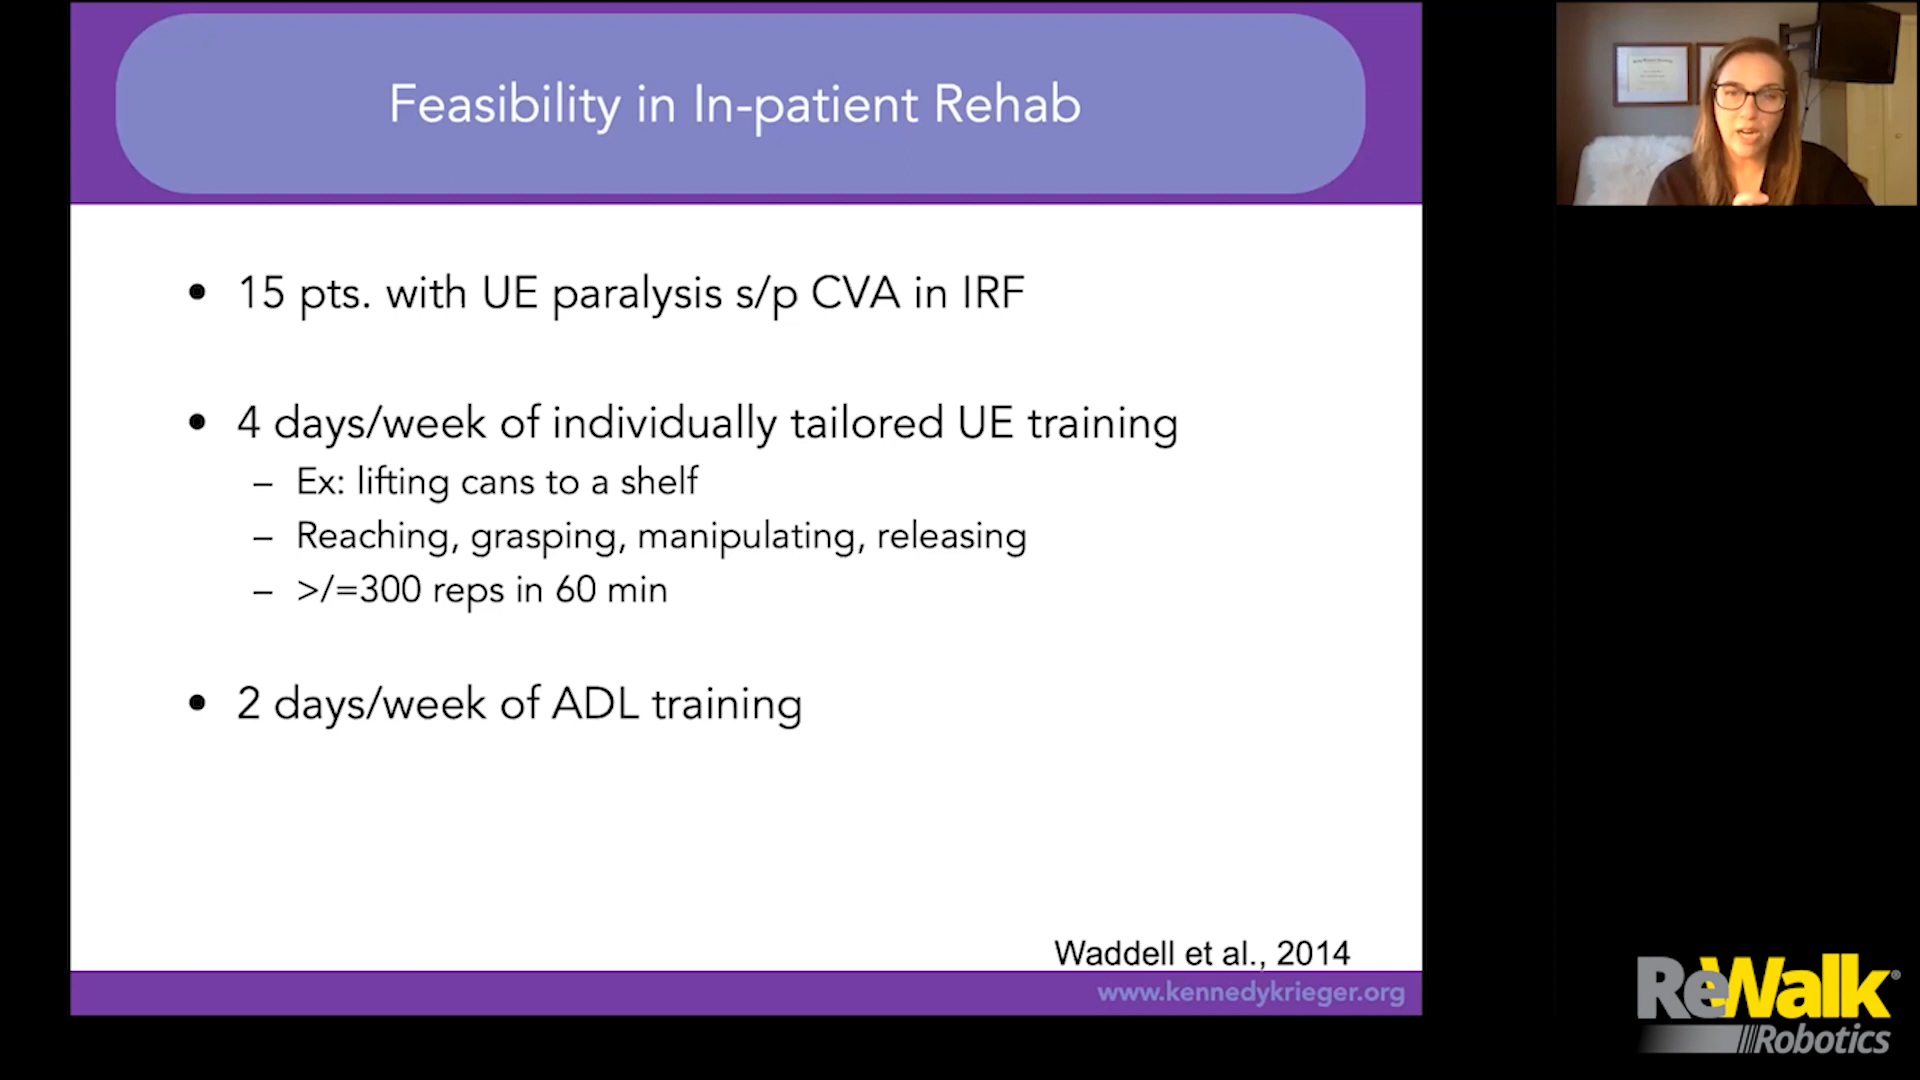 Feasibility in In-patient Rehab
• 15 pts. with UE paralysis s/p CVA in IRF
• 4 days/week of individually tailored UE training
– Ex: lifting cans to a shelf
– Reaching, grasping, manipulating, releasing
– >/=300 reps in 60 min
• 2 days/week of ADL training
Waddell et al., 2014
www.kennedykrieger.org
ReWalk®
Robotics